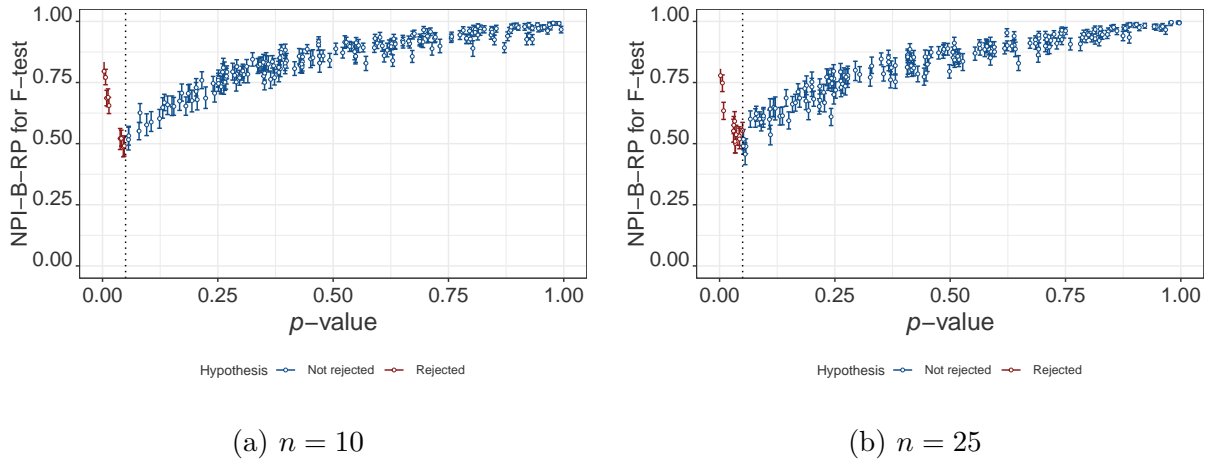 NPI−B−RP for F−test
1.00
0.75
0.50
0.25
0.00
0.00 0.25 0.50 0.75 1.00
p−value
Hypothesis Not rejected Rejected
(a) n = 10
NPI−B−RP for F−test
1.00
0.75
0.50
0.25
0.00
0.00 0.25 0.50 0.75 1.00
p−value
Hypothesis Not rejected Rejected
(b) n = 25